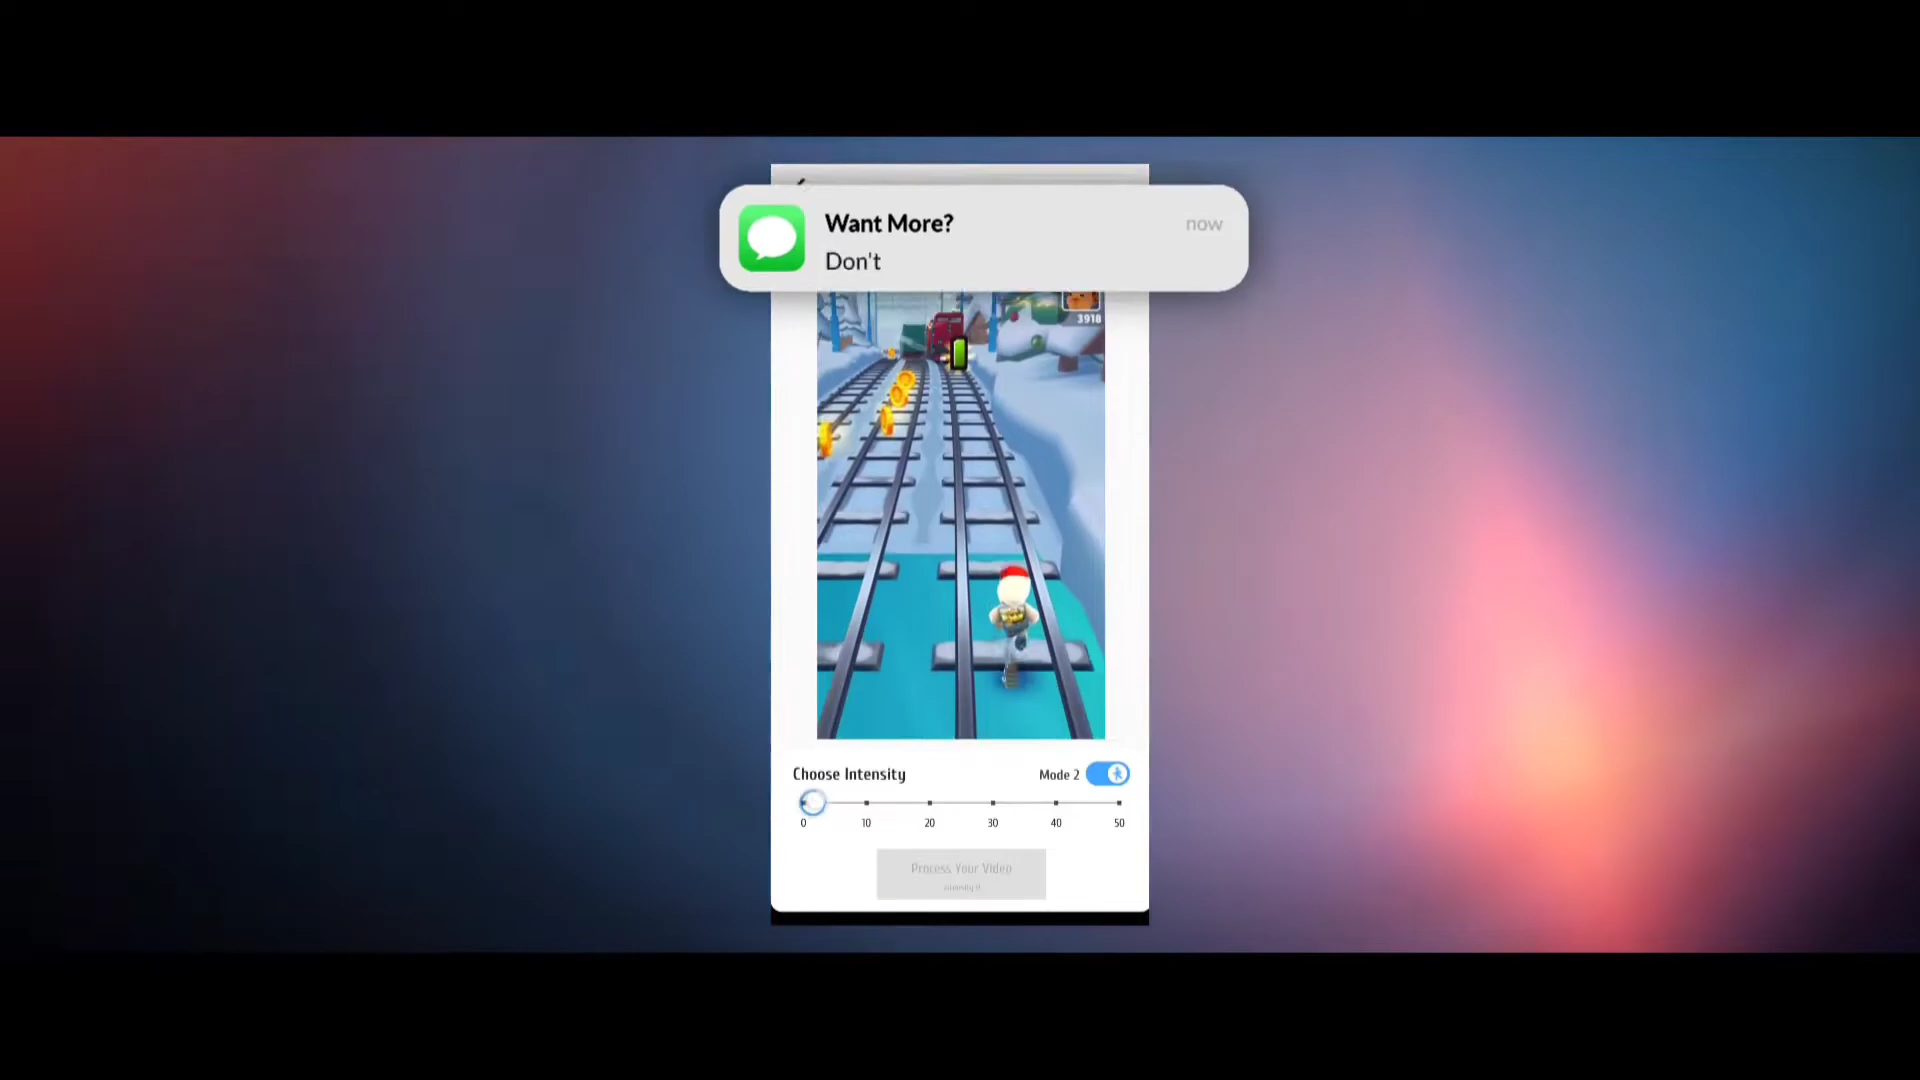 Want More?
now
Don't
3918
Choose Intensity
Mode 2
0 10 20 30 40 50
Process Your Video